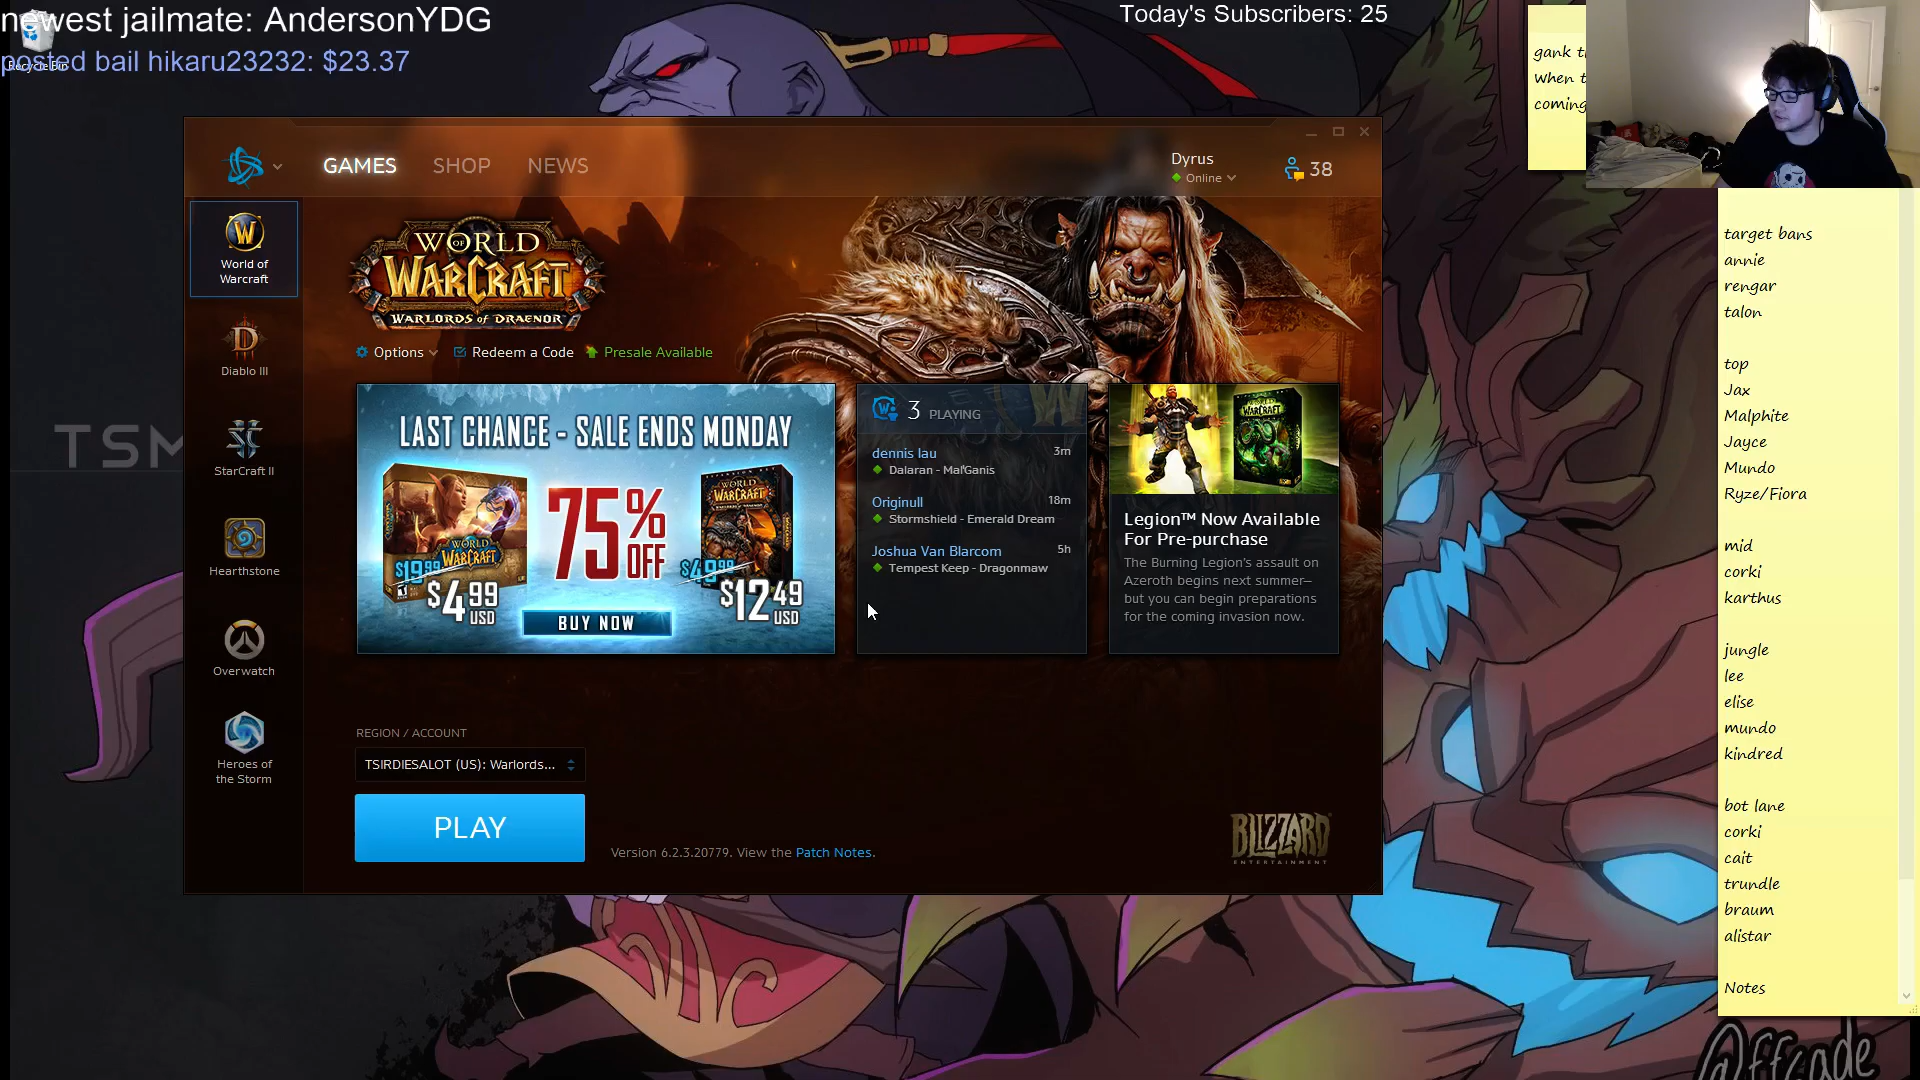 newest jailmate: AndersonYDG
posted bail hikaru23232: $23.37
Recycle Bin
Today's Subscribers: 25
gank t
When t
coming
GAMES
SHOP
NEWS
Dyrus
Online
38
World of
Warcraft
Diablo III
StarCraft II
Hearthstone
Overwatch
Heroes of
the Storm
WORLD
OF
WARCRAFT
WARLORDS OF DRAENOR
Options
Redeem a Code
Presale Available
LAST CHANCE - SALE ENDS MONDAY
75% OFF
$19.99
$4.99 USD
$49.99
$12.49 USD
BUY NOW
3 PLAYING
dennis lau
3m
Dalaran - Mal'Ganis
Originull
18m
Stormshield - Emerald Dream
Joshua Van Blarcom
5h
Tempest Keep - Dragonmaw
Legion™ Now Available
For Pre-purchase
The Burning Legion's assault on
Azeroth begins next summer—
but you can begin preparations
for the coming invasion now.
REGION / ACCOUNT
TSIRDIESALOT (US): Warlords...
PLAY
Version 6.2.3.20779. View the Patch Notes.
BLIZZARD
ENTERTAINMENT
TSM
target bans
annie
rengar
talon
top
Jax
Malphite
Jayce
Mundo
Ryze/Fiora
mid
corki
karthus
jungle
lee
elise
mundo
kindred
bot lane
corki
cait
trundle
braum
alistar
Notes